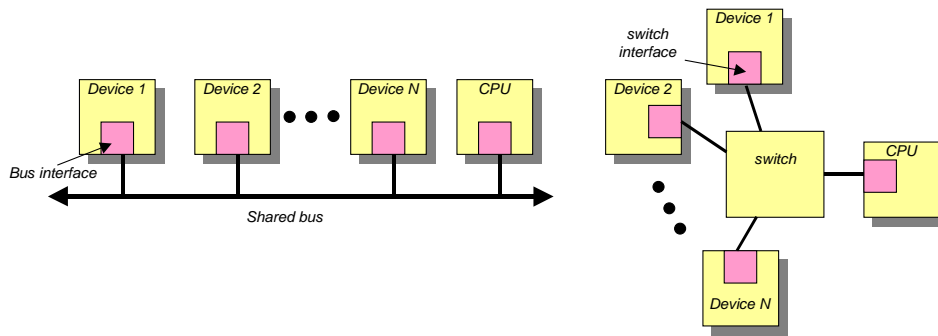 Device 1
Device 2
Device N
CPU
Bus interface
Shared bus
Device 1
switch
interface
Device 2
switch
CPU
Device N